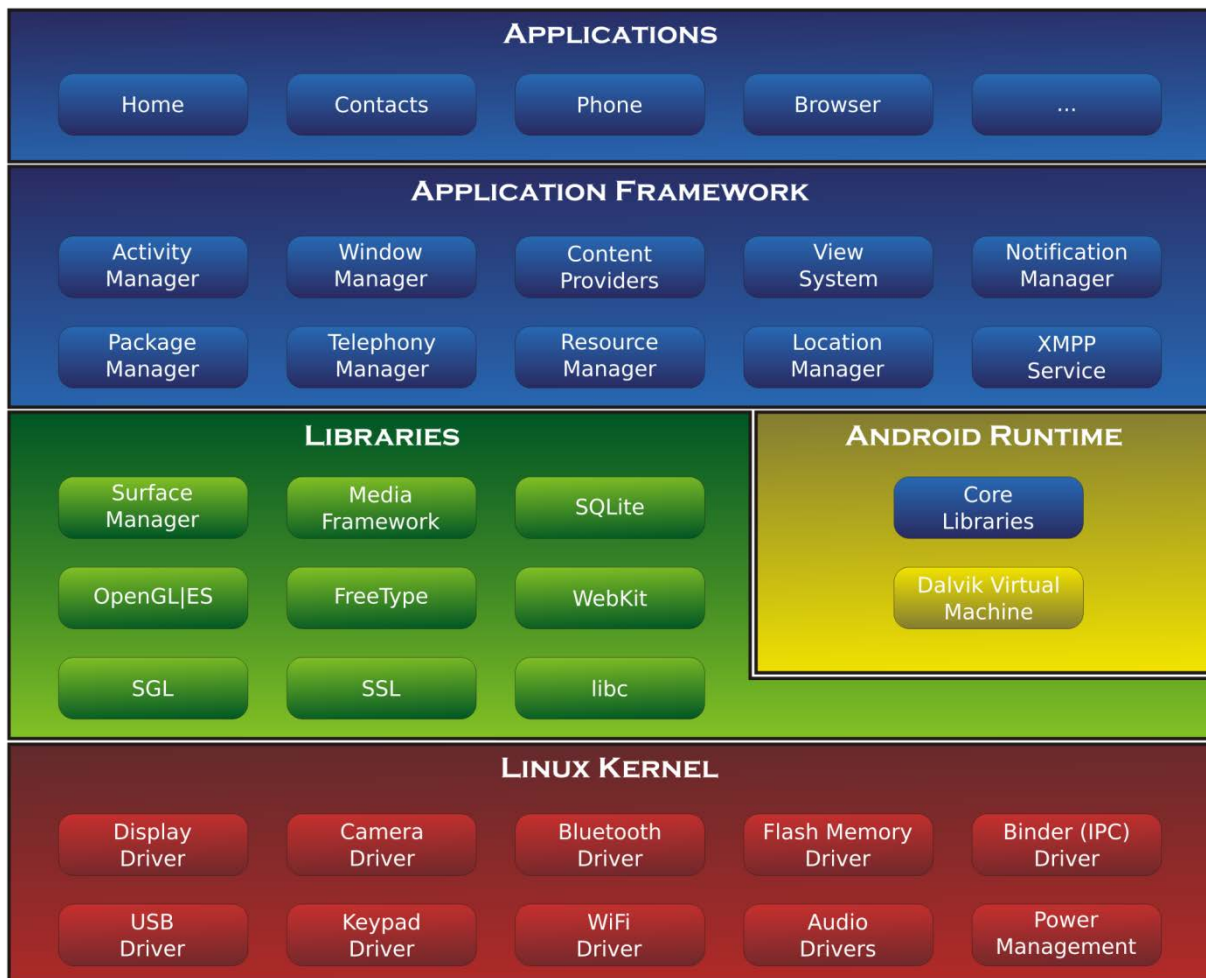 APPLICATIONS
Home
Contacts
Phone
Browser
...
APPLICATION FRAMEWORK
Activity
Manager
Window
Manager
Content
Providers
View
System
Notification
Manager
Package
Manager
Telephony
Manager
Resource
Manager
Location
Manager
XMPP
Service
LIBRARIES
Surface
Manager
Media
Framework
SQLite
OpenGL|ES
FreeType
WebKit
SGL
SSL
libc
ANDROID RUNTIME
Core
Libraries
Dalvik Virtual
Machine
LINUX KERNEL
Display
Driver
Camera
Driver
Bluetooth
Driver
Flash Memory
Driver
Binder (IPC)
Driver
USB
Driver
Keypad
Driver
WiFi
Driver
Audio
Drivers
Power
Management